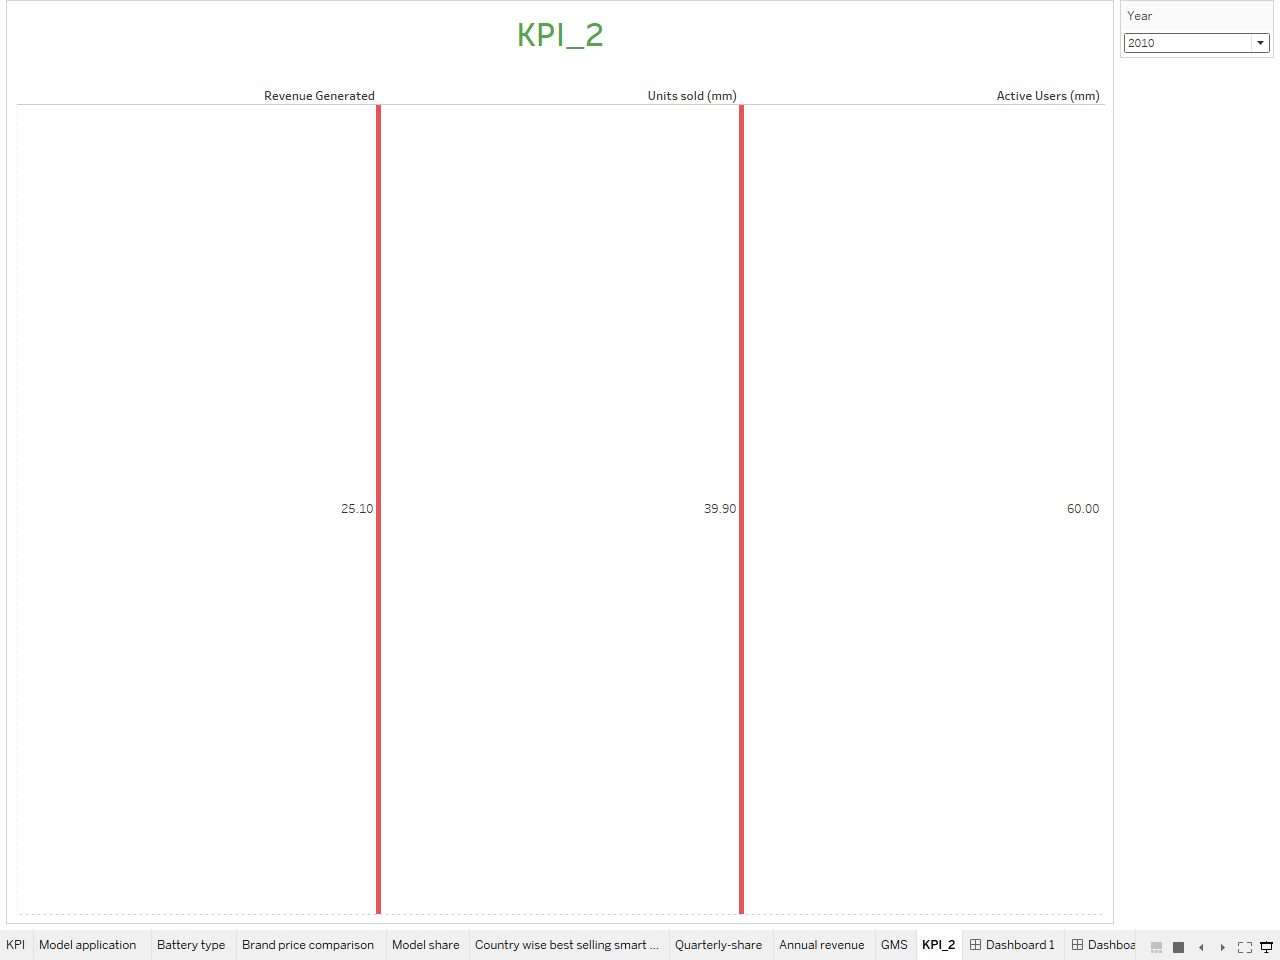 KPI_2
Year
2010
Revenue Generated Units sold (mm) Active Users (mm)
25.10 39.90 60.00
KPI Model application Battery type Brand price comparison Model share Country wise best selling smart ... Quarterly-share Annual revenue GMS KPI_2 Dashboard 1 Dashboa